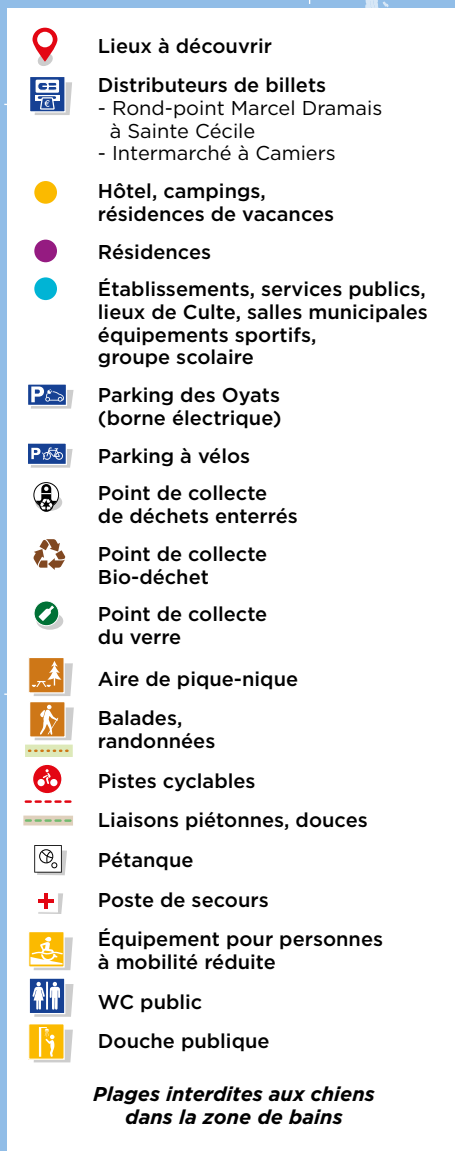 Lieux à découvrir
Distributeurs de billets
- Rond-point Marcel Dramais
à Sainte Cécile
- Intermarché à Camiers
Hôtel, campings,
résidences de vacances
Résidences
Établissements, services publics,
lieux de Culte, salles municipales
équipements sportifs,
groupe scolaire
P
Parking des Oyats
(borne électrique)
P
Parking à vélos
Point de collecte
de déchets enterrés
Point de collecte
Bio-déchet
Point de collecte
du verre
Aire de pique-nique
Balades,
randonnées
Pistes cyclables
Liaisons piétonnes, douces
Pétanque
Poste de secours
Équipement pour personnes
à mobilité réduite
WC public
Douche publique
Plages interdites aux chiens
dans la zone de bains